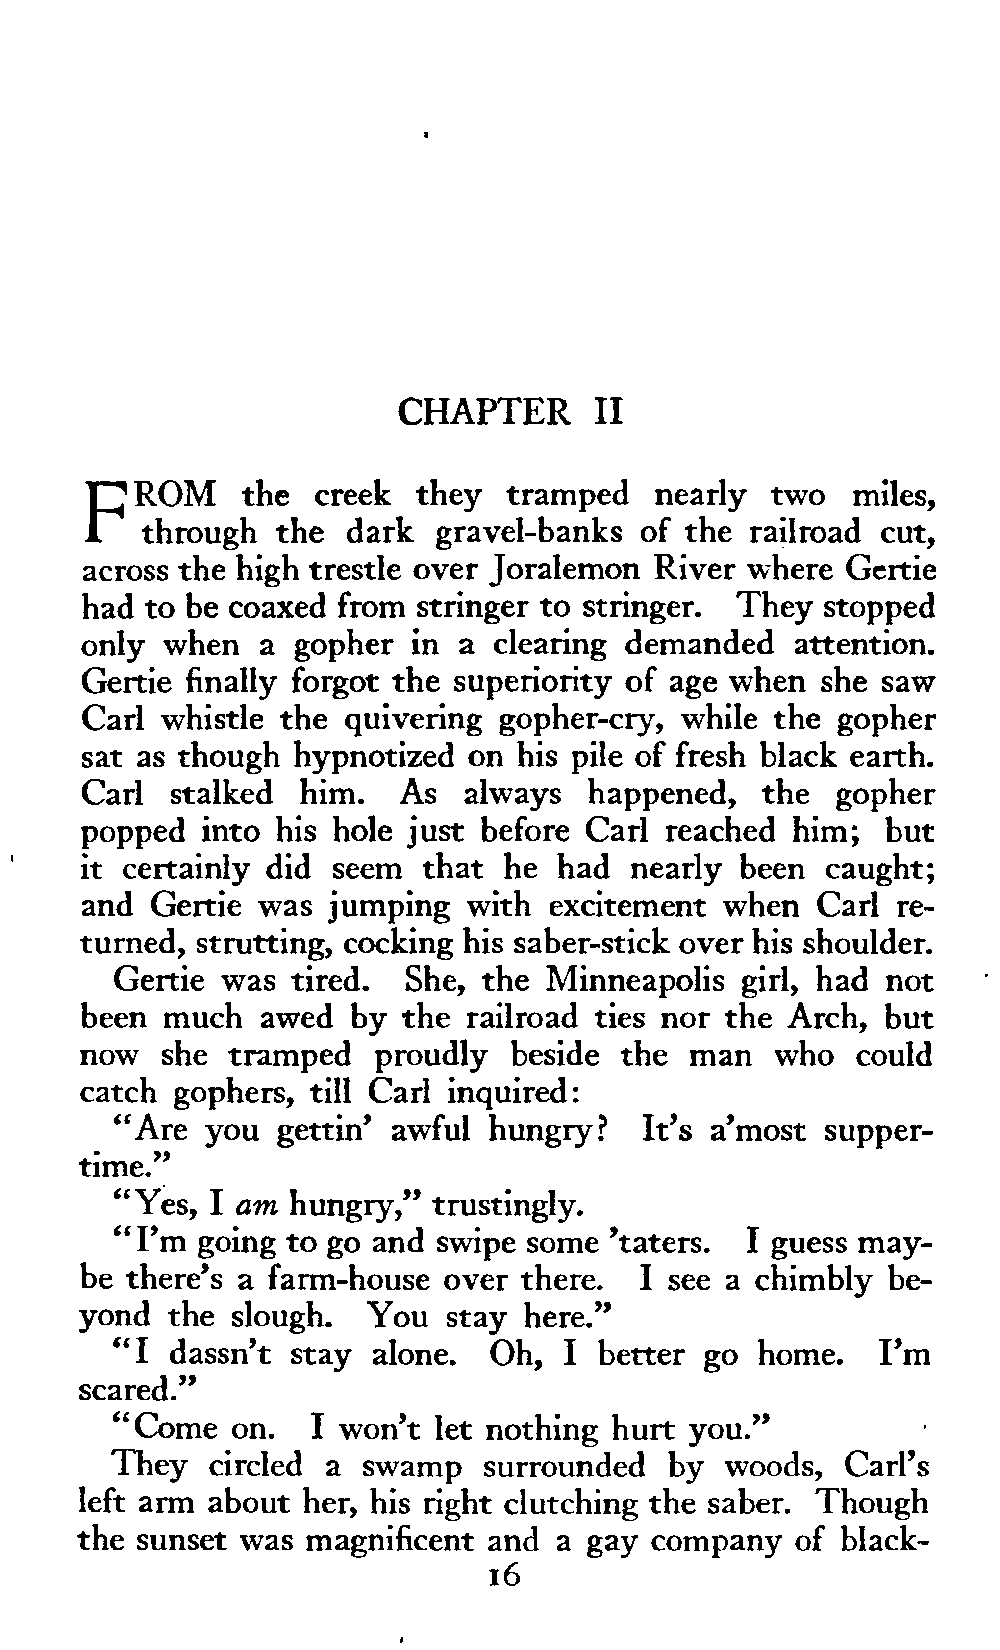 CHAPTER II
FROM the creek they tramped nearly two miles,
through the dark gravel-banks of the railroad cut,
across the high trestle over Joralemon River where Gertie
had to be coaxed from stringer to stringer. They stopped
only when a gopher in a clearing demanded attention.
Gertie finally forgot the superiority of age when she saw
Carl whistle the quivering gopher-cry, while the gopher
sat as though hypnotized on his pile of fresh black earth.
Carl stalked him. As always happened, the gopher
popped into his hole just before Carl reached him; but
it certainly did seem that he had nearly been caught;
and Gertie was jumping with excitement when Carl re-
turned, strutting, cocking his saber-stick over his shoulder.
Gertie was tired. She, the Minneapolis girl, had not
been much awed by the railroad ties nor the Arch, but
now she tramped proudly beside the man who could
catch gophers, till Carl inquired:
"Are you gettin' awful hungry? It's a'most supper-
time."
"Yes, I am hungry," trustingly.
"I'm going to go and swipe some 'taters. I guess may-
be there's a farm-house over there. I see a chimbly be-
yond the slough. You stay here."
"I dassn't stay alone. Oh, I better go home. I'm
scared."
"Come on. I won't let nothing hurt you."
They circled a swamp surrounded by woods, Carl's
left arm about her, his right clutching the saber. Though
the sunset was magnificent and a gay company of black-
16